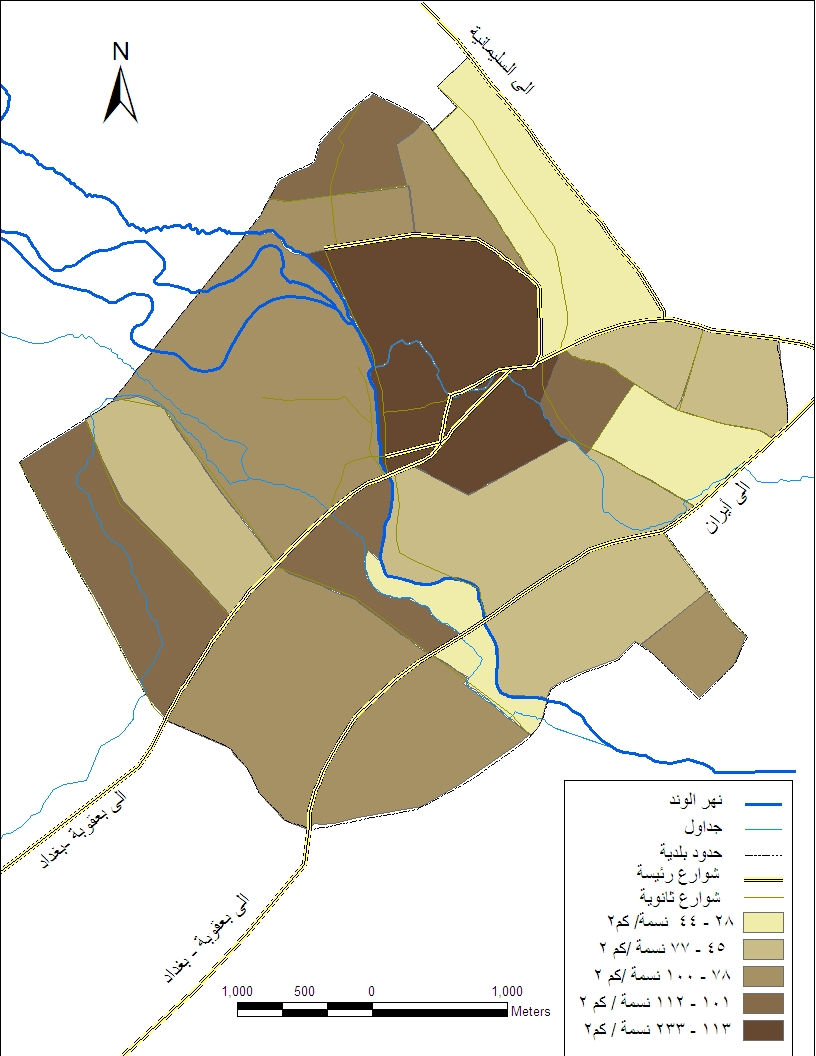 الى السليمانية
N
الى أيران
الى بعقوبة -بغداد
الى بعقوبة - بغداد
1,000 500 0 1,000
Meters
نهر الوند
جداول
حدود بلدية
شوارع رئيسة
شوارع ثانوية
٢٨ - ٤٤ نسمة/ كم٢
٤٥ - ٧٧ نسمة /كم ٢
٧٨ - ١٠٠ نسمة /كم ٢
١٠١ - ١١٢ نسمة / كم ٢
١١٣ - ٢٣٣ نسمة / كم٢